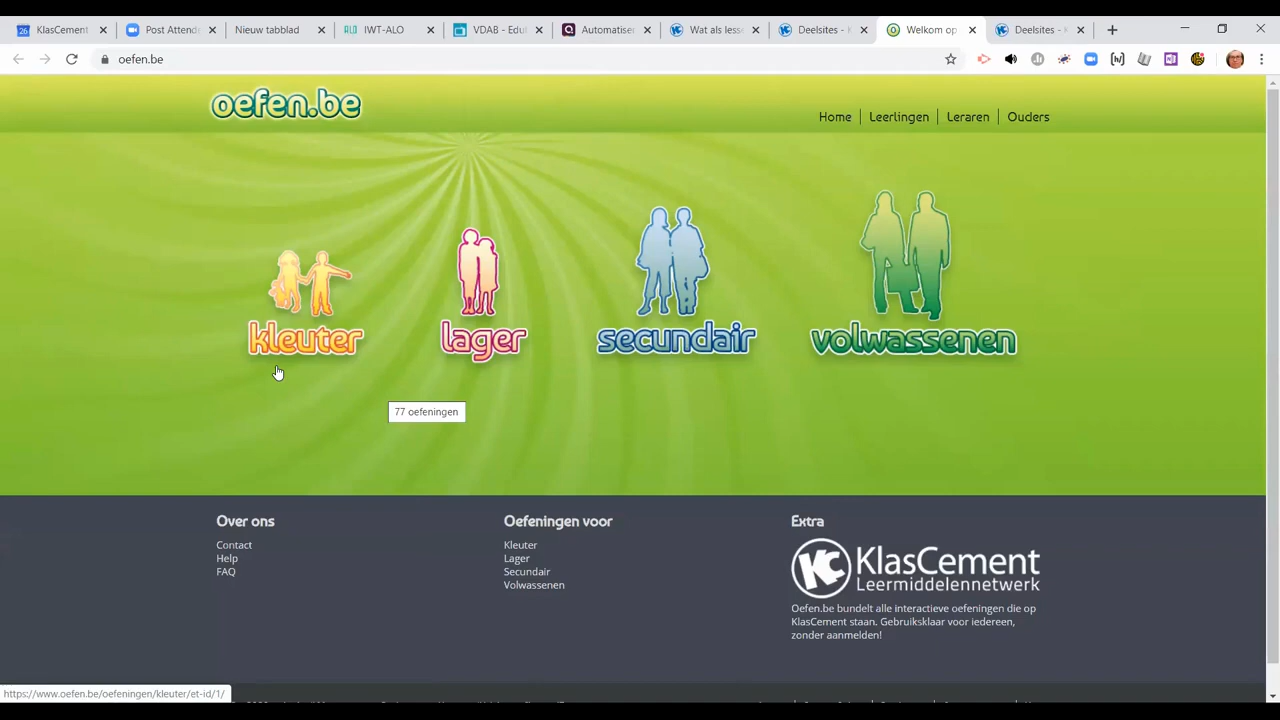 KlasCement
Post Attende
Nieuw tabblad
IWT-ALO
VDAB - Edul
Automatiser
Wat als less
Deelsites - K
Welkom op
Deelsites - K
oefen.be
oefen.be
Home
Leerlingen
Leraren
Ouders
kleuter
lager
secundair
volwassenen
77 oefeningen
Over ons
Contact
Help
FAQ
Oefeningen voor
Kleuter
Lager
Secundair
Volwassenen
Extra
KlasCement
Leermiddelennetwerk
Oefen.be bundelt alle interactieve oefeningen die op
KlasCement staan. Gebruiksklaar voor iedereen,
zonder aanmelden!
https://www.oefen.be/oefeningen/kleuter/et-id/1/